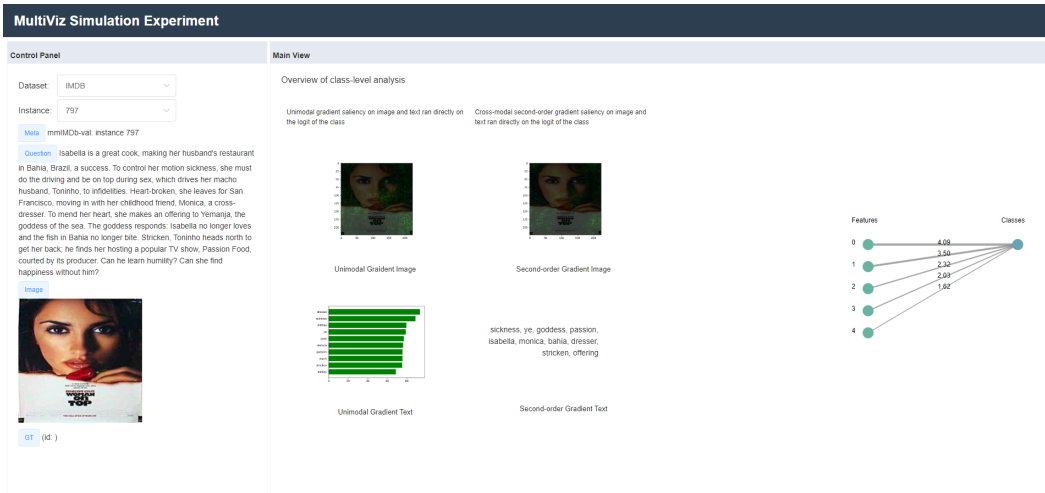 MultiViz Simulation Experiment
Control Panel
Dataset: IMDB
Instance: 797
Meta mmIMDb-val: instance 797
Question Isabella is a great cook, making her husband's restaurant
in Bahia, Brazil, a success. To control her motion sickness, she must
do the driving and be on top during sex, which drives her macho
husband, Toninho, to infidelities. Heart-broken, she leaves for San
Francisco, moving in with her childhood friend, Monica, a cross-
dresser. To mend her heart, she makes an offering to Yemanja, the
goddess of the sea. The goddess responds: Isabella no longer loves
and the fish in Bahia no longer bite. Stricken, Toninho heads north to
get her back; he finds her hosting a popular TV show, Passion Food,
courted by its producer. Can he learn humility? Can she find
happiness without him?
Image
WOMAN
ON
TOP
GT (id: )
Main View
Overview of class-level analysis
Unimodal gradient saliency on image and text ran directly on
the logit of the class
Cross-modal second-order gradient saliency on image and
text ran directly on the logit of the class
Unimodal Graident Image
Second-order Gradient Image
dresser
0 20 40 60
Unimodal Gradient Text
sickness, ye, goddess, passion,
isabella, monica, bahia, dresser,
stricken, offering
Second-order Gradient Text
Features Classes
0 4.09
3.50
1 2.32
2.03
2 1.62
3
4